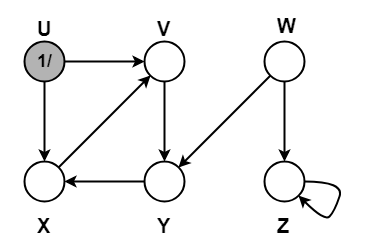 U V W
1/
X Y Z